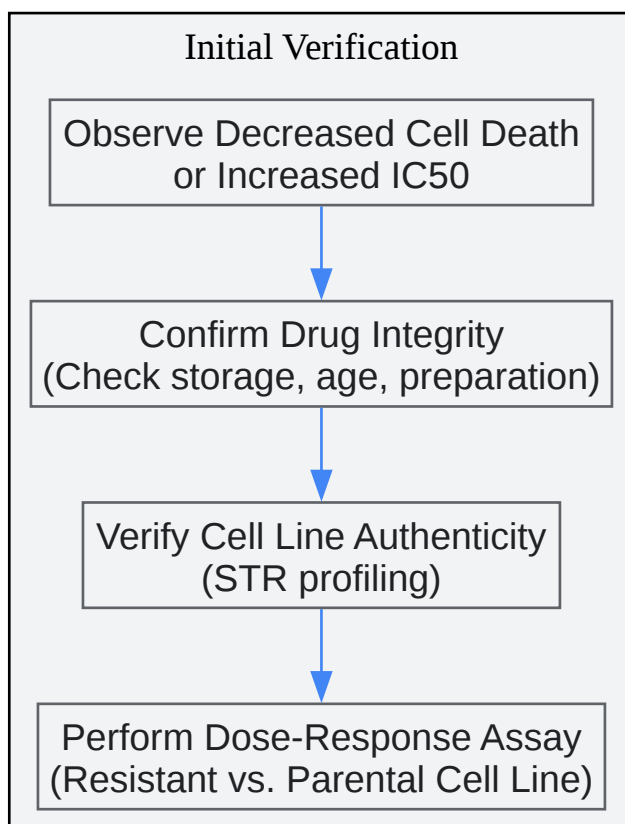 Initial Verification
Observe Decreased Cell Death
or Increased IC50
Confirm Drug Integrity
(Check storage, age, preparation)
Verify Cell Line Authenticity
(STR profiling)
Perform Dose-Response Assay
(Resistant vs. Parental Cell Line)